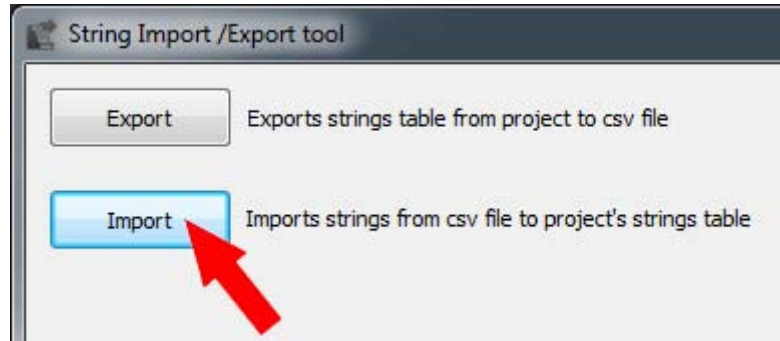 String Import /Export tool
Export Exports strings table from project to csv file
Import Imports strings from csv file to project's strings table